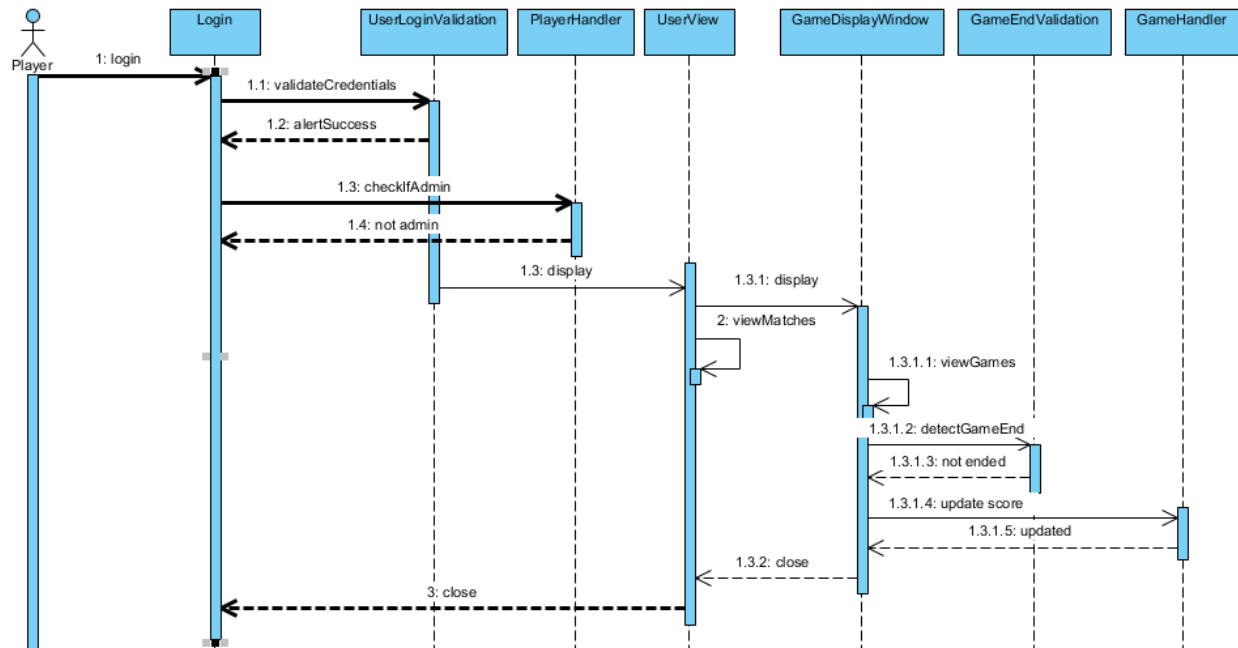 Player
Login
UserLoginValidation
PlayerHandler
UserView
GameDisplayWindow
GameEndValidation
GameHandler
1: login
1.1: validateCredentials
1.2: alertSuccess
1.3: checkIfAdmin
1.4: not admin
1.3: display
1.3.1: display
2: viewMatches
1.3.1.1: viewGames
1.3.1.2: detectGameEnd
1.3.1.3: not ended
1.3.1.4: update score
1.3.1.5: updated
1.3.2: close
3: close